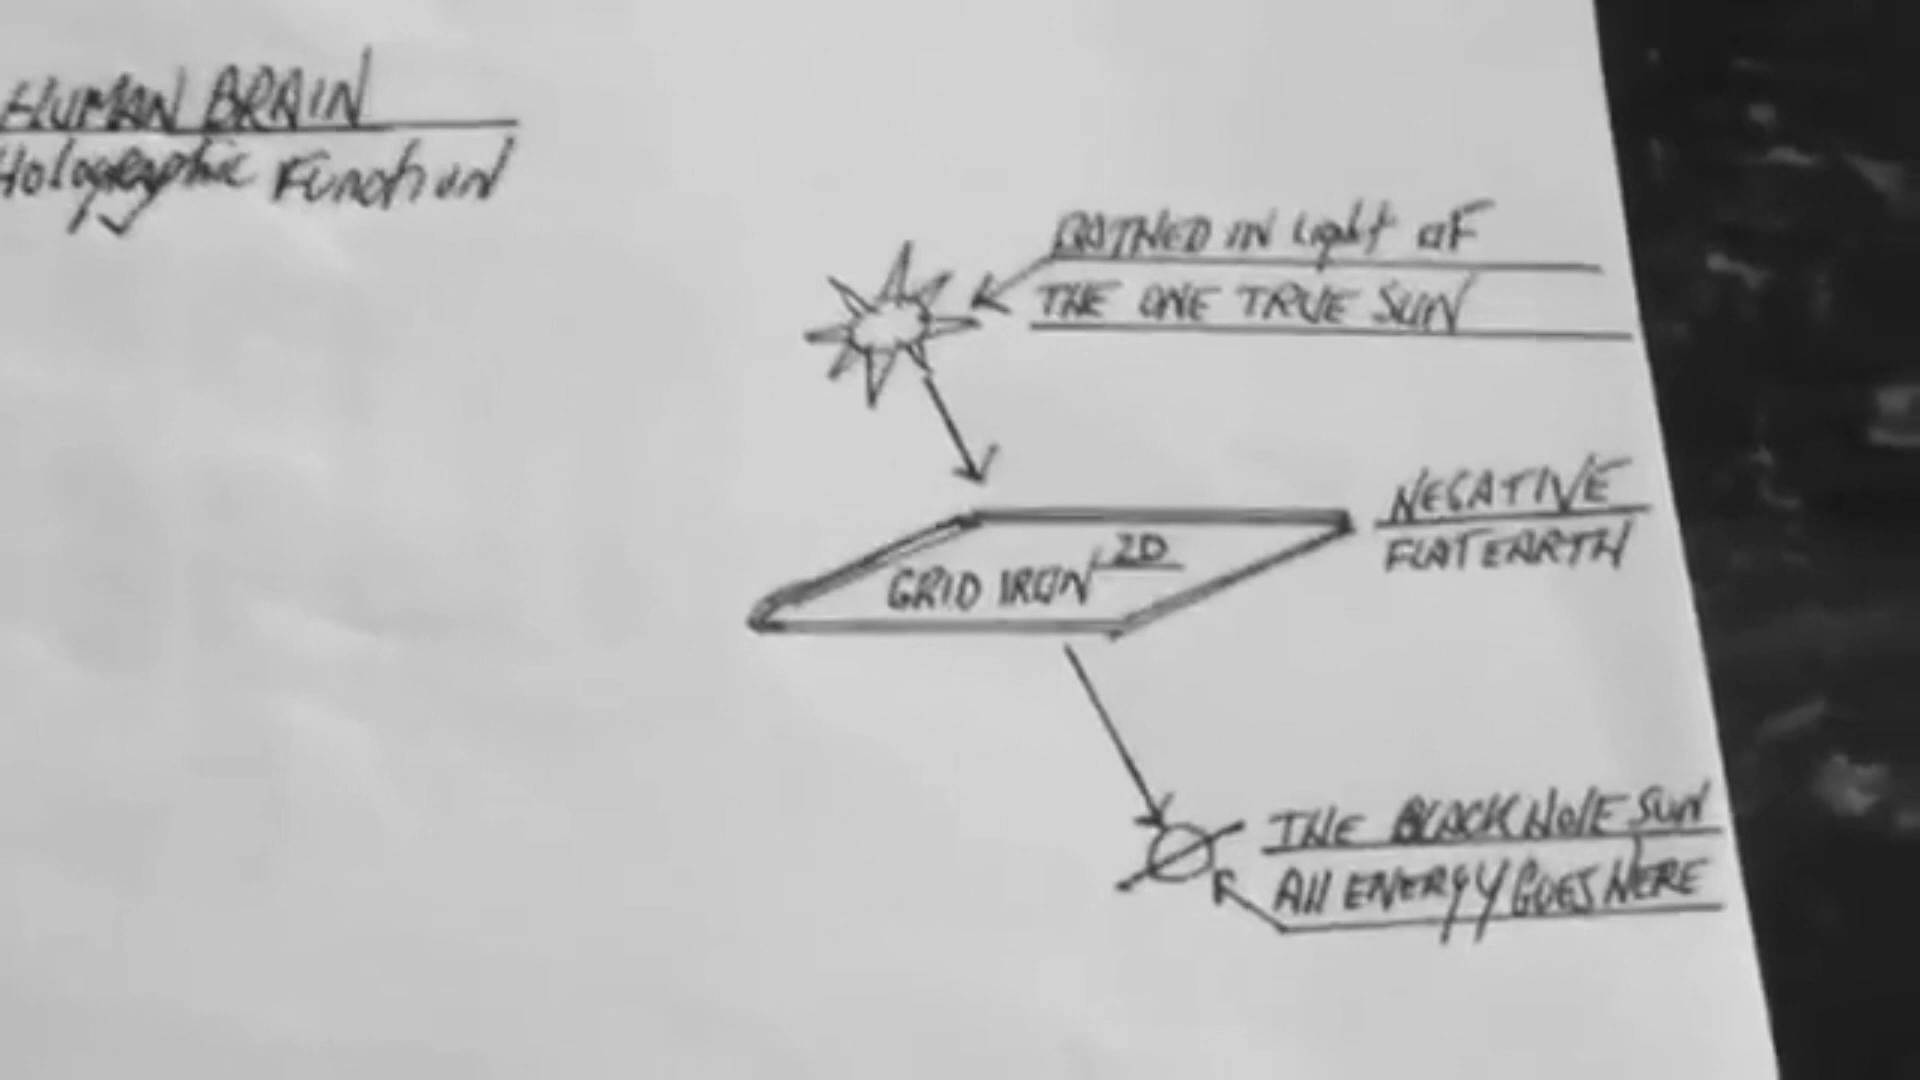 HUMAN BRAIN
Holographic Function
BATHED IN Light of
THE ONE TRUE SUN
NEGATIVE
FLAT EARTH
GRID IRON 2D
THE BLACK HOLE SUN
All ENERGY GOES HERE